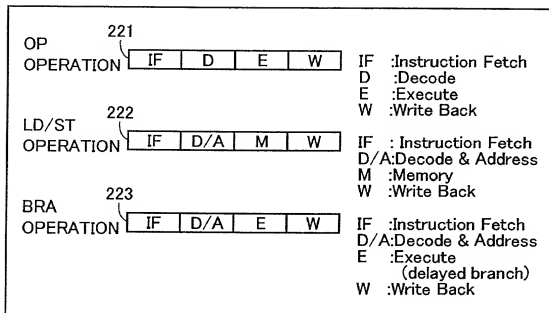 221
OP
OPERATION IF D E W
IF :Instruction Fetch
D :Decode
E :Execute
W :Write Back
222
LD/ST
OPERATION IF D/A M W
IF : Instruction Fetch
D/A:Decode & Address
M :Memory
W :Write Back
223
BRA
OPERATION IF D/A E W
IF :Instruction Fetch
D/A:Decode & Address
E :Execute
(delayed branch)
W :Write Back